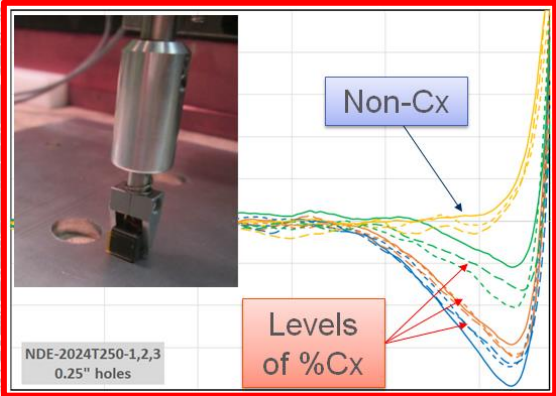 Non-Cx
Levels
of %Cx
NDE-2024T250-1,2,3
0.25" holes